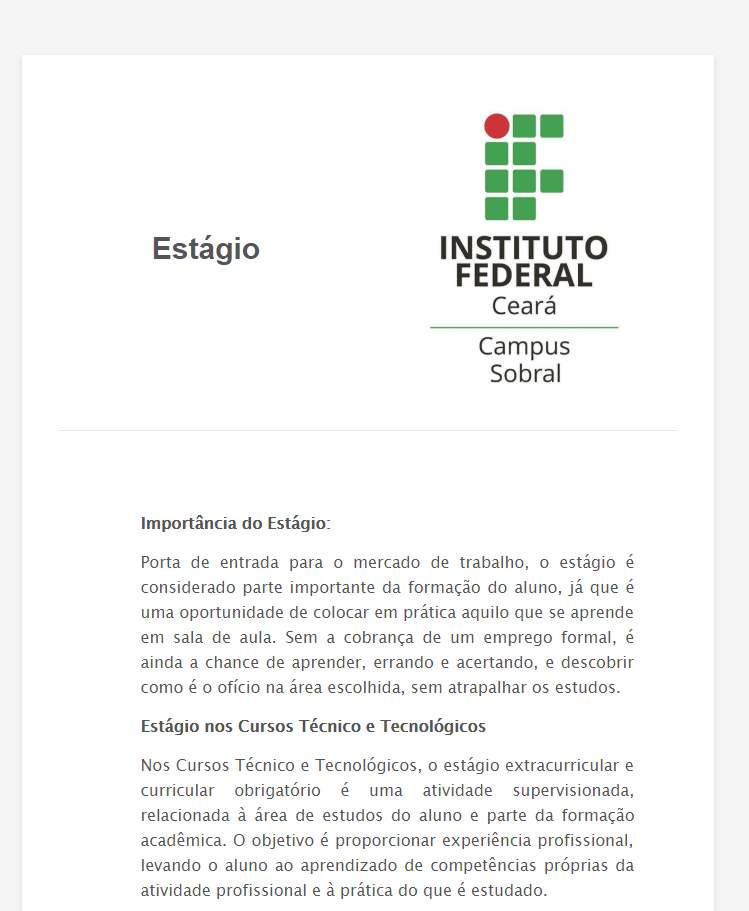 Estágio
INSTITUTO
FEDERAL
Ceará
Campus
Sobral
Importância do Estágio:
Porta de entrada para o mercado de trabalho, o estágio é
considerado parte importante da formação do aluno, já que é
uma oportunidade de colocar em prática aquilo que se aprende
em sala de aula. Sem a cobrança de um emprego formal, é
ainda a chance de aprender, errando e acertando, e descobrir
como é o ofício na área escolhida, sem atrapalhar os estudos.
Estágio nos Cursos Técnico e Tecnológicos
Nos Cursos Técnico e Tecnológicos, o estágio extracurricular e
curricular obrigatório é uma atividade supervisionada,
relacionada à área de estudos do aluno e parte da formação
acadêmica. O objetivo é proporcionar experiência profissional,
levando o aluno ao aprendizado de competências próprias da
atividade profissional e à prática do que é estudado.